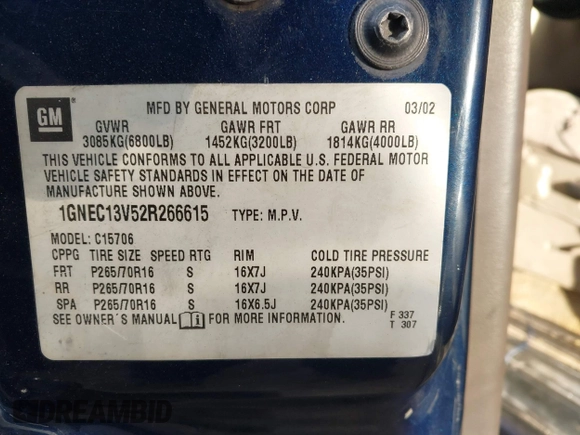 GM
MFD BY GENERAL MOTORS CORP 03/02
GVWR GAWR FRT GAWR RR
3085KG(6800LB) 1452KG(3200LB) 1814KG(4000LB)
THIS VEHICLE CONFORMS TO ALL APPLICABLE U.S. FEDERAL MOTOR
VEHICLE SAFETY STANDARDS IN EFFECT ON THE DATE OF
MANUFACTURE SHOWN ABOVE.
1GNEC13V52R266615 TYPE: M.P.V.
MODEL: C15706
CPPG TIRE SIZE SPEED RTG RIM COLD TIRE PRESSURE
FRT P265/70R16 S 16X7J 240KPA(35PSI)
RR P265/70R16 S 16X7J 240KPA(35PSI)
SPA P265/70R16 S 16X6.5J 240KPA(35PSI)
SEE OWNER'S MANUAL FOR MORE INFORMATION.
F 337
T 307
DREAMBID